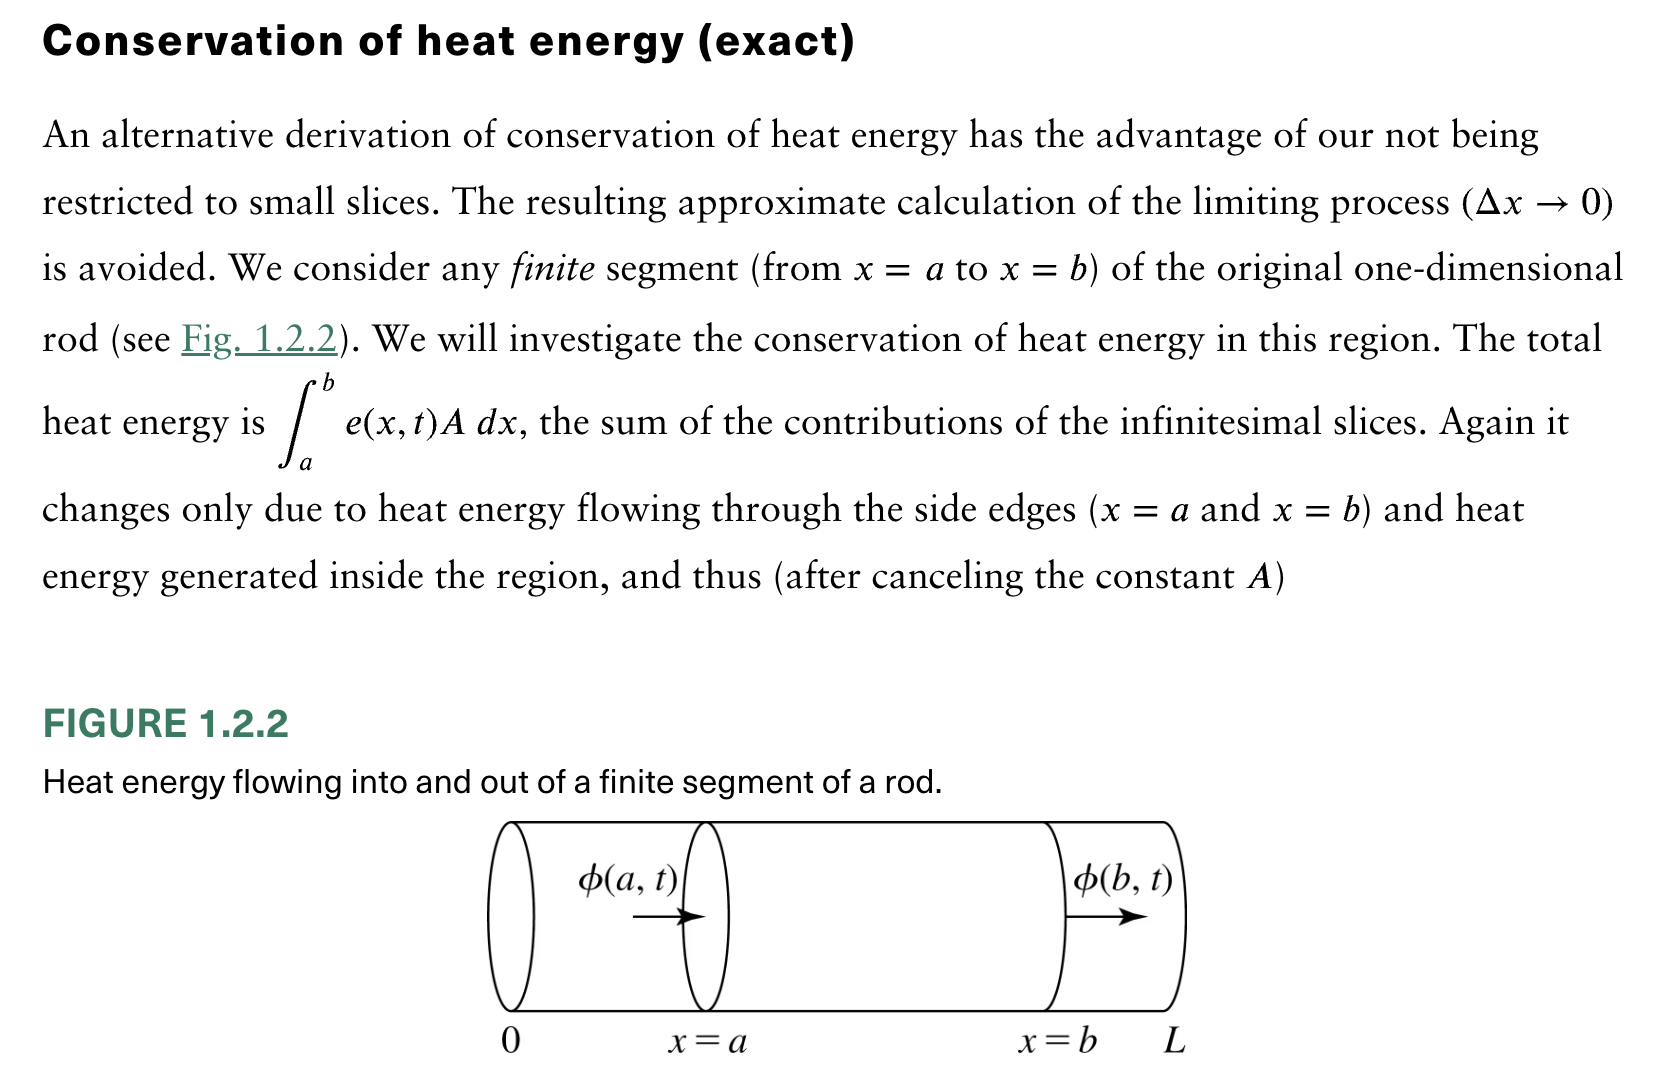 Conservation of heat energy (exact)
An alternative derivation of conservation of heat energy has the advantage of our not being
restricted to small slices. The resulting approximate calculation of the limiting process (Δx → 0)
is avoided. We consider any finite segment (from x = a to x = b) of the original one-dimensional
rod (see Fig. 1.2.2). We will investigate the conservation of heat energy in this region. The total
heat energy is ∫_a^b e(x, t)A dx, the sum of the contributions of the infinitesimal slices. Again it
changes only due to heat energy flowing through the side edges (x = a and x = b) and heat
energy generated inside the region, and thus (after canceling the constant A)
FIGURE 1.2.2
Heat energy flowing into and out of a finite segment of a rod.
ϕ(a, t) ϕ(b, t)
0 x = a x = b L